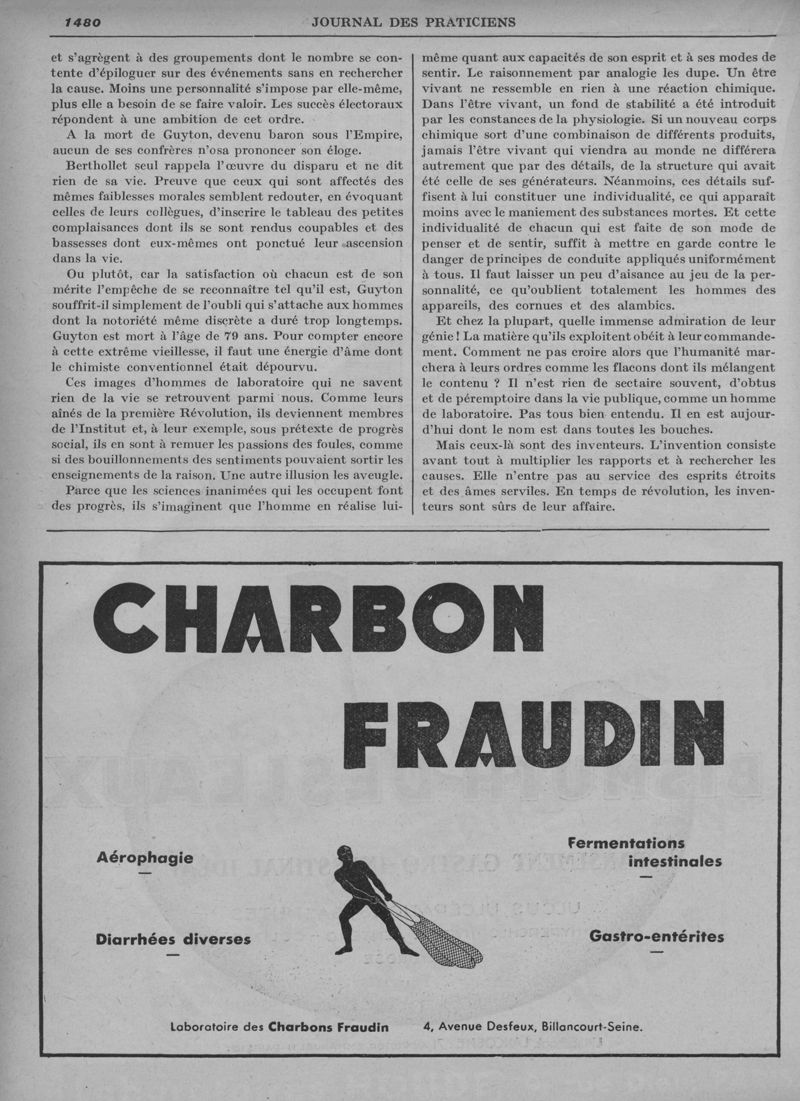 1480
JOURNAL DES PRATICIENS
et s'agrègent à des groupements dont le nombre se con-
tente d'épiloguer sur des événements sans en rechercher
la cause. Moins une personnalité s'impose par elle-même,
plus elle a besoin de se faire valoir. Les succès électoraux
répondent à une ambition de cet ordre.
A la mort de Guyton, devenu baron sous l'Empire,
aucun de ses confrères n'osa prononcer son éloge.
Berthollet seul rappela l'œuvre du disparu et ne dit
rien de sa vie. Preuve que ceux qui sont affectés des
mêmes faiblesses morales semblent redouter, en évoquant
celles de leurs collègues, d'inscrire le tableau des petites
complaisances dont ils se sont rendus coupables et des
bassesses dont eux-mêmes ont ponctué leur ascension
dans la vie.
Ou plutôt, car la satisfaction où chacun est de son
mérite l'empêche de se reconnaître tel qu'il est, Guyton
souffrit-il simplement de l'oubli qui s'attache aux hommes
dont la notoriété même discrète a duré trop longtemps.
Guyton est mort à l'âge de 79 ans. Pour compter encore
à cette extrême vieillesse, il faut une énergie d'âme dont
le chimiste conventionnel était dépourvu.
Ces images d'hommes de laboratoire qui ne savent
rien de la vie se retrouvent parmi nous. Comme leurs
aînés de la première Révolution, ils deviennent membres
de l'Institut et, à leur exemple, sous prétexte de progrès
social, ils en sont à remuer les passions des foules, comme
si des bouillonnements des sentiments pouvaient sortir les
enseignements de la raison. Une autre illusion les aveugle.
Parce que les sciences inanimées qui les occupent font
des progrès, ils s'imaginent que l'homme en réalise lui-
même quant aux capacités de son esprit et à ses modes de
sentir. Le raisonnement par analogie les dupe. Un être
vivant ne ressemble en rien à une réaction chimique.
Dans l'être vivant, un fond de stabilité a été introduit
par les constances de la physiologie. Si un nouveau corps
chimique sort d'une combinaison de différents produits,
jamais l'être vivant qui viendra au monde ne différera
autrement que par des détails, de la structure qui avait
été celle de ses générateurs. Néanmoins, ces détails suf-
fisent à lui constituer une individualité, ce qui apparaît
moins avec le maniement des substances mortes. Et cette
individualité de chacun qui est faite de son mode de
penser et de sentir, suffit à mettre en garde contre le
danger de principes de conduite appliqués uniformément
à tous. Il faut laisser un peu d'aisance au jeu de la per-
sonnalité, ce qu'oublient totalement les hommes des
appareils, des cornues et des alambics.
Et chez la plupart, quelle immense admiration de leur
génie ! La matière qu'ils exploitent obéit à leur commande-
ment. Comment ne pas croire alors que l'humanité mar-
chera à leurs ordres comme les flacons dont ils mélangent
le contenu ? Il n'est rien de sectaire souvent, d'obtus
et de péremptoire dans la vie publique, comme un homme
de laboratoire. Pas tous bien entendu. Il en est aujour-
d'hui dont le nom est dans toutes les bouches.
Mais ceux-là sont des inventeurs. L'invention consiste
avant tout à multiplier les rapports et à rechercher les
causes. Elle n'entre pas au service des esprits étroits
et des âmes serviles. En temps de révolution, les inven-
teurs sont sûrs de leur affaire.
CHARBON
FRAUDIN
Aérophagie
Fermentations
intestinales
Diarrhées diverses
Gastro-entérites
Laboratoire des Charbons Fraudin 4, Avenue Desfeux, Billancourt-Seine.